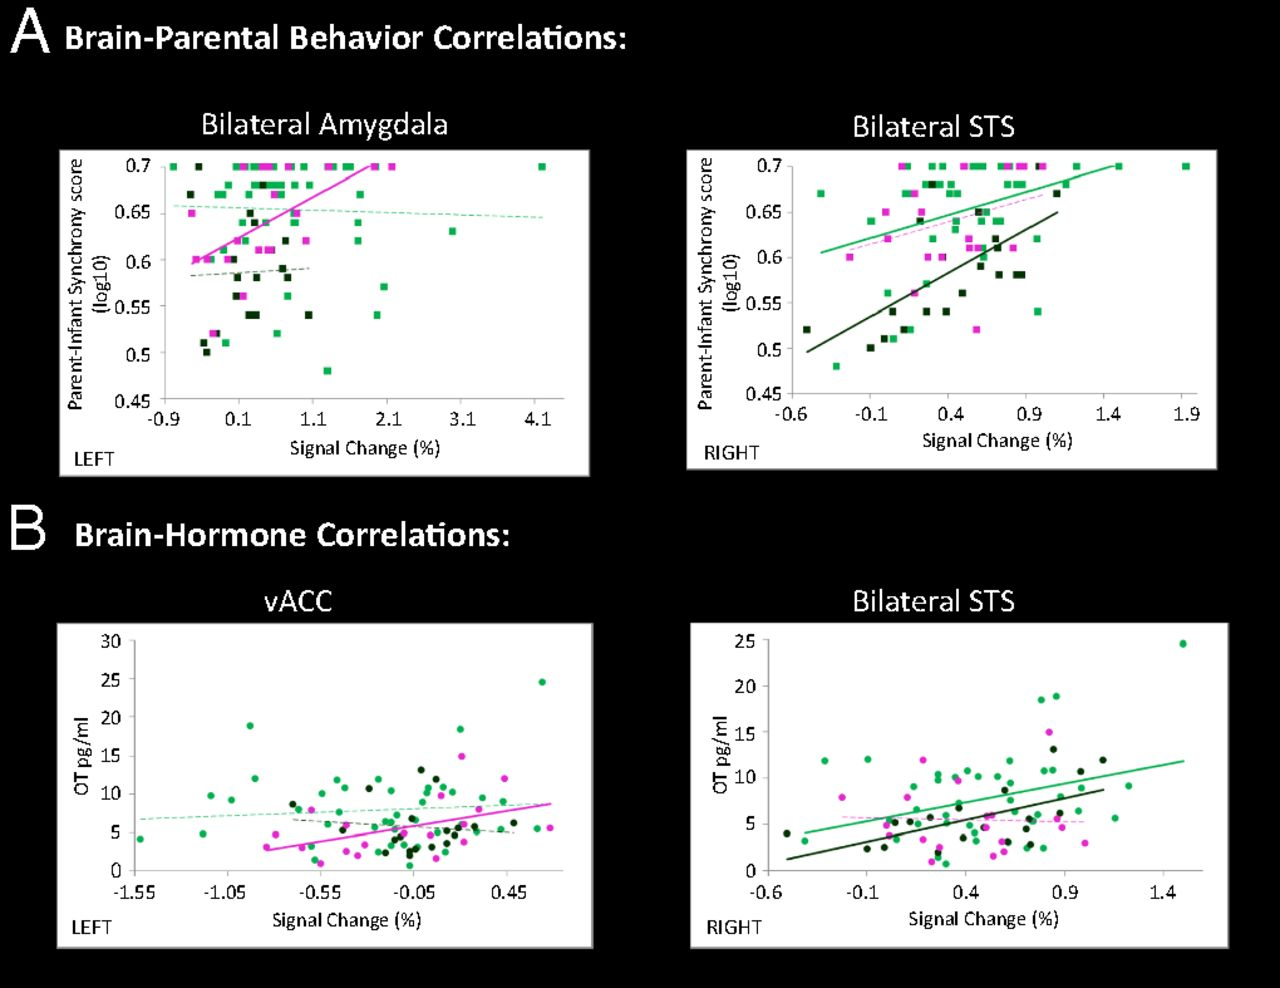 A Brain-Parental Behavior Correlations:
Bilateral Amygdala
Parent-Infant Synchrony score
(log10)
0.7
0.65
0.6
0.55
0.5
0.45
-0.9 0.1 1.1 2.1 3.1 4.1
Signal Change (%)
LEFT
Bilateral STS
Parent-Infant Synchrony score
(log10)
0.7
0.65
0.6
0.55
0.5
0.45
-0.6 -0.1 0.4 0.9 1.4 1.9
Signal Change (%)
RIGHT
B Brain-Hormone Correlations:
vACC
OT pg/ml
30
25
20
15
10
5
0
-1.55 -1.05 -0.55 -0.05 0.45
Signal Change (%)
LEFT
Bilateral STS
OT pg/ml
25
20
15
10
5
0
-0.6 -0.1 0.4 0.9 1.4
Signal Change (%)
RIGHT